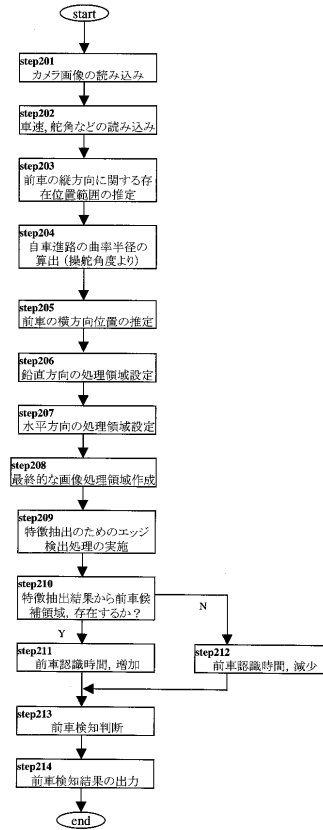 start
step201
カメラ画像の読み込み
step202
車速, 舵角などの読み込み
step203
前車の縦方向に関する存
在位置範囲の推定
step204
自車進路の曲率半径の
算出（操舵角度より）
step205
前車の横方向位置の推定
step206
鉛直方向の処理領域設定
step207
水平方向の処理領域設定
step208
最終的な画像処理領域作成
step209
特徴抽出のためのエッジ
検出処理の実施
step210
特徴抽出結果から前車候
補領域, 存在するか？
N
Y
step211
前車認識時間, 増加
step212
前車認識時間, 減少
step213
前車検知判断
step214
前車検知結果の出力
end